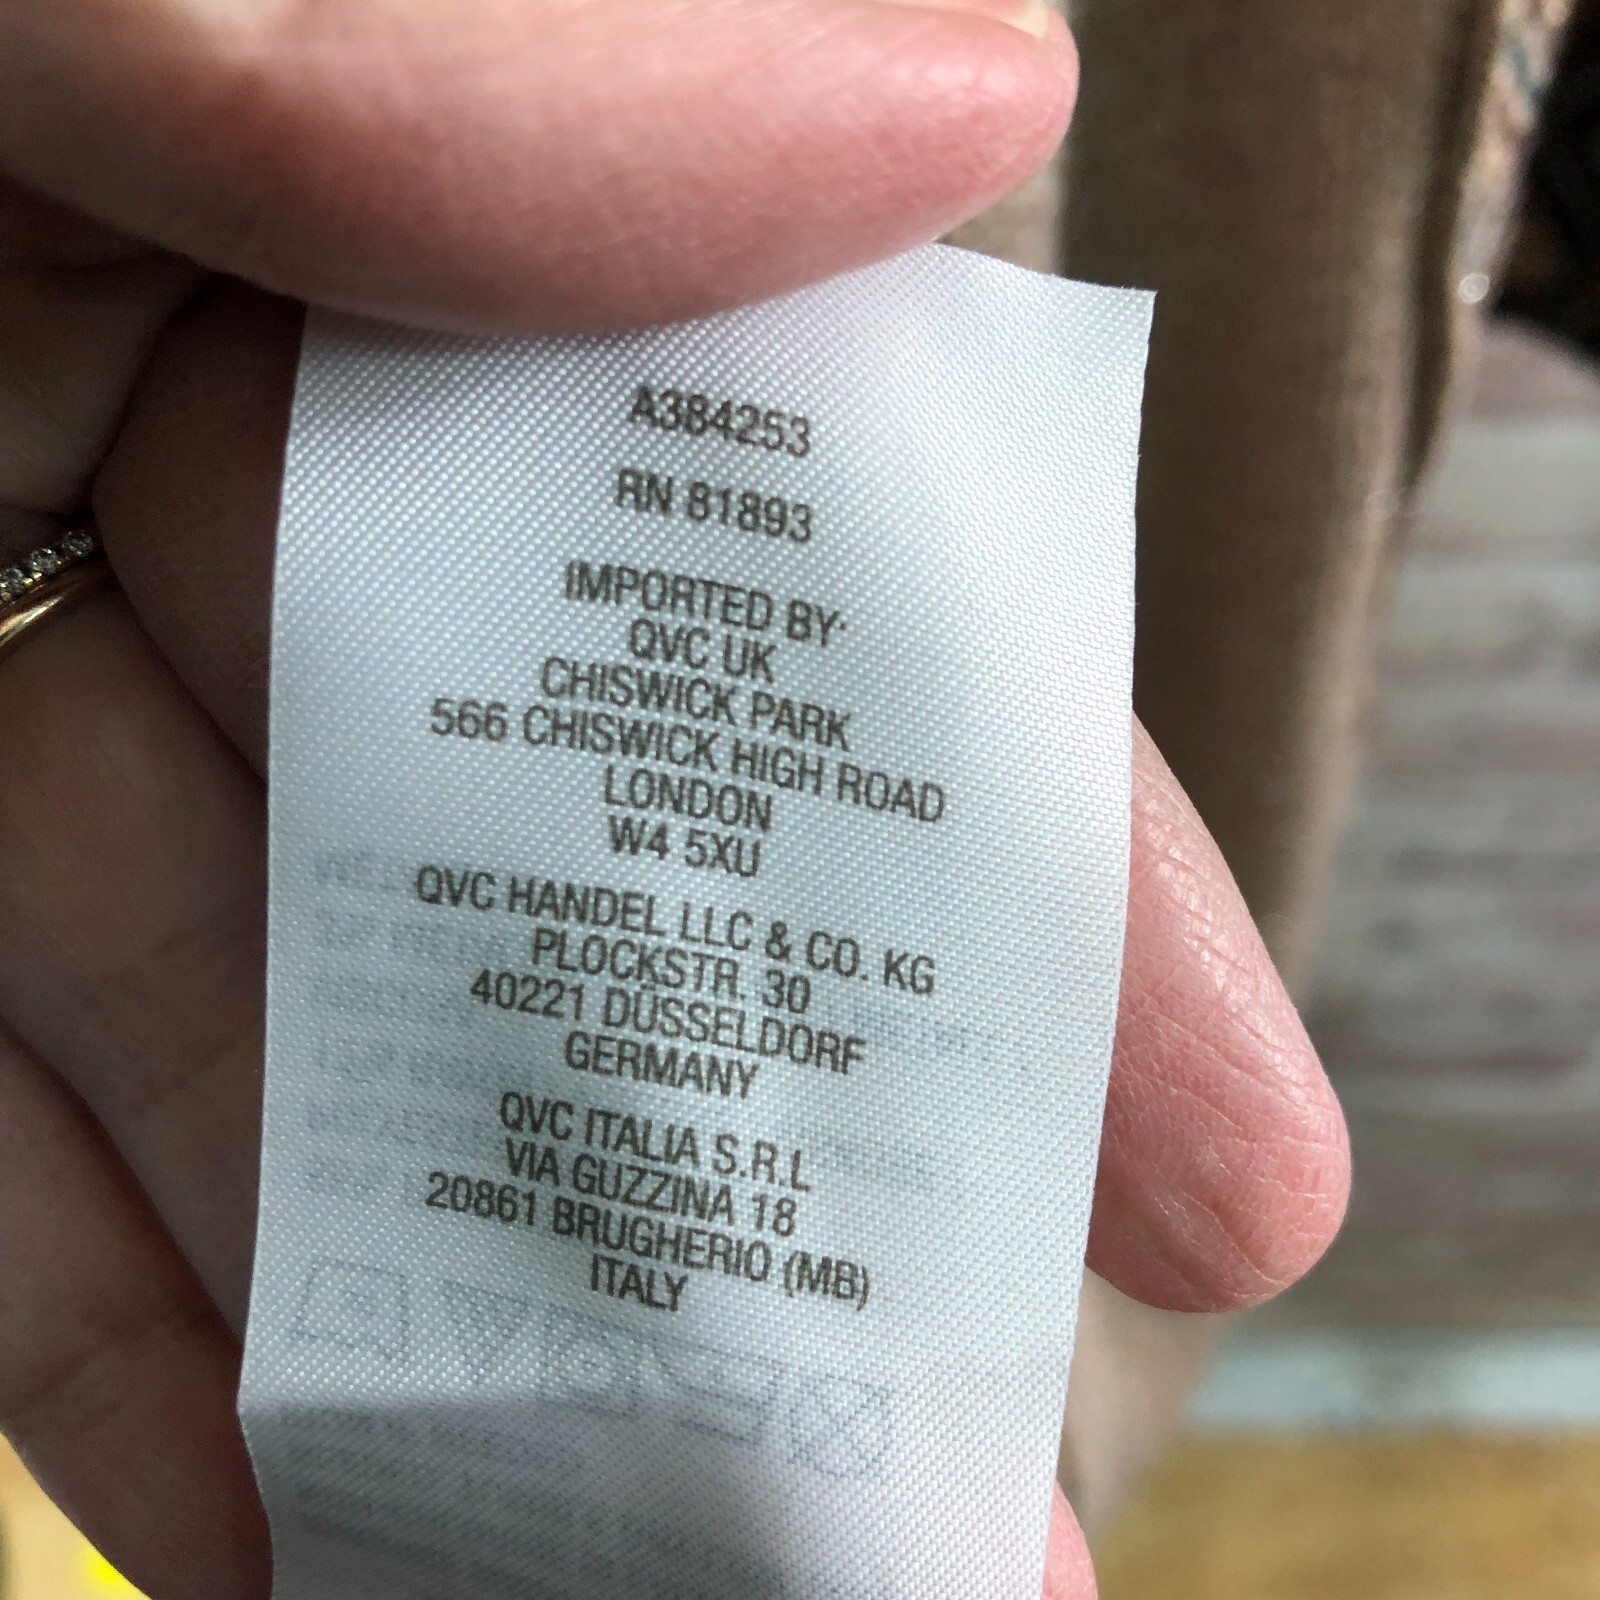 A384253
RN 81893
IMPORTED BY:
QVC UK
CHISWICK PARK
566 CHISWICK HIGH ROAD
LONDON
W4 5XU
QVC HANDEL LLC & CO. KG
PLOCKSTR. 30
40221 DÜSSELDORF
GERMANY
QVC ITALIA S.R.L
VIA GUZZINA 18
20861 BRUGHERIO (MB)
ITALY